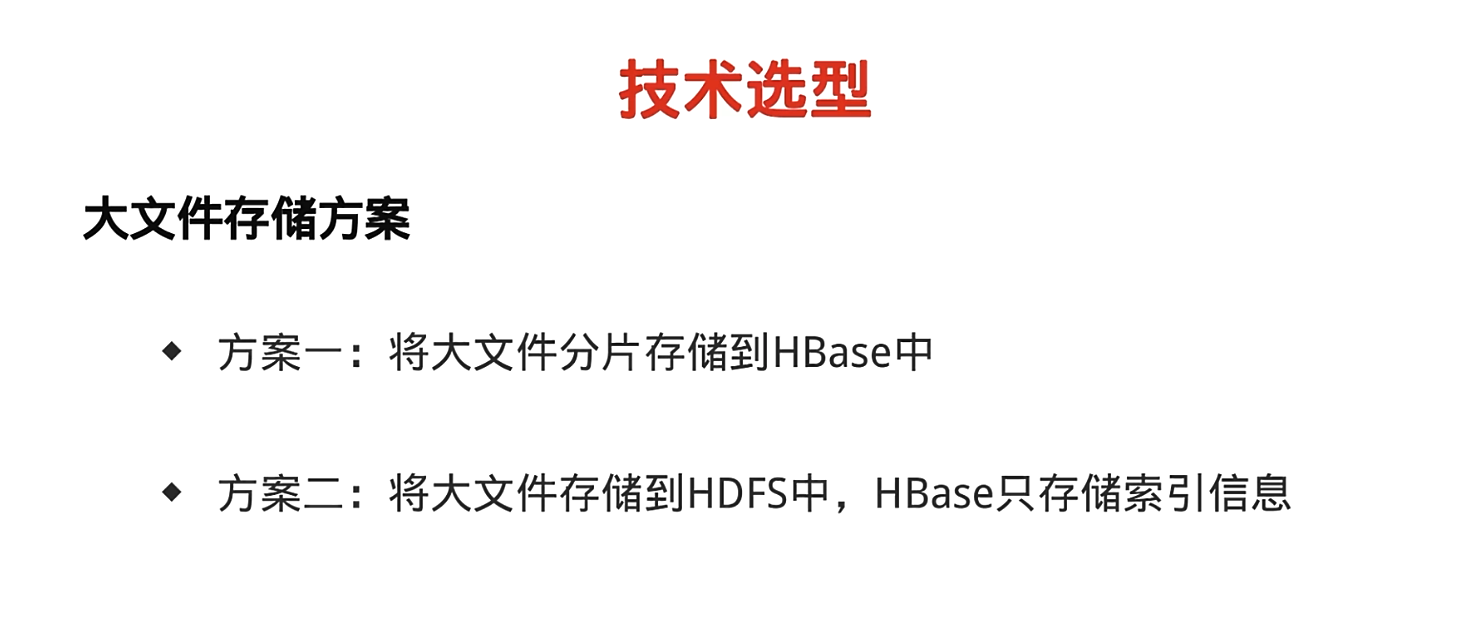 技术选型
大文件存储方案
◆ 方案一：将大文件分片存储到HBase中
◆ 方案二：将大文件存储到HDFS中，HBase只存储索引信息